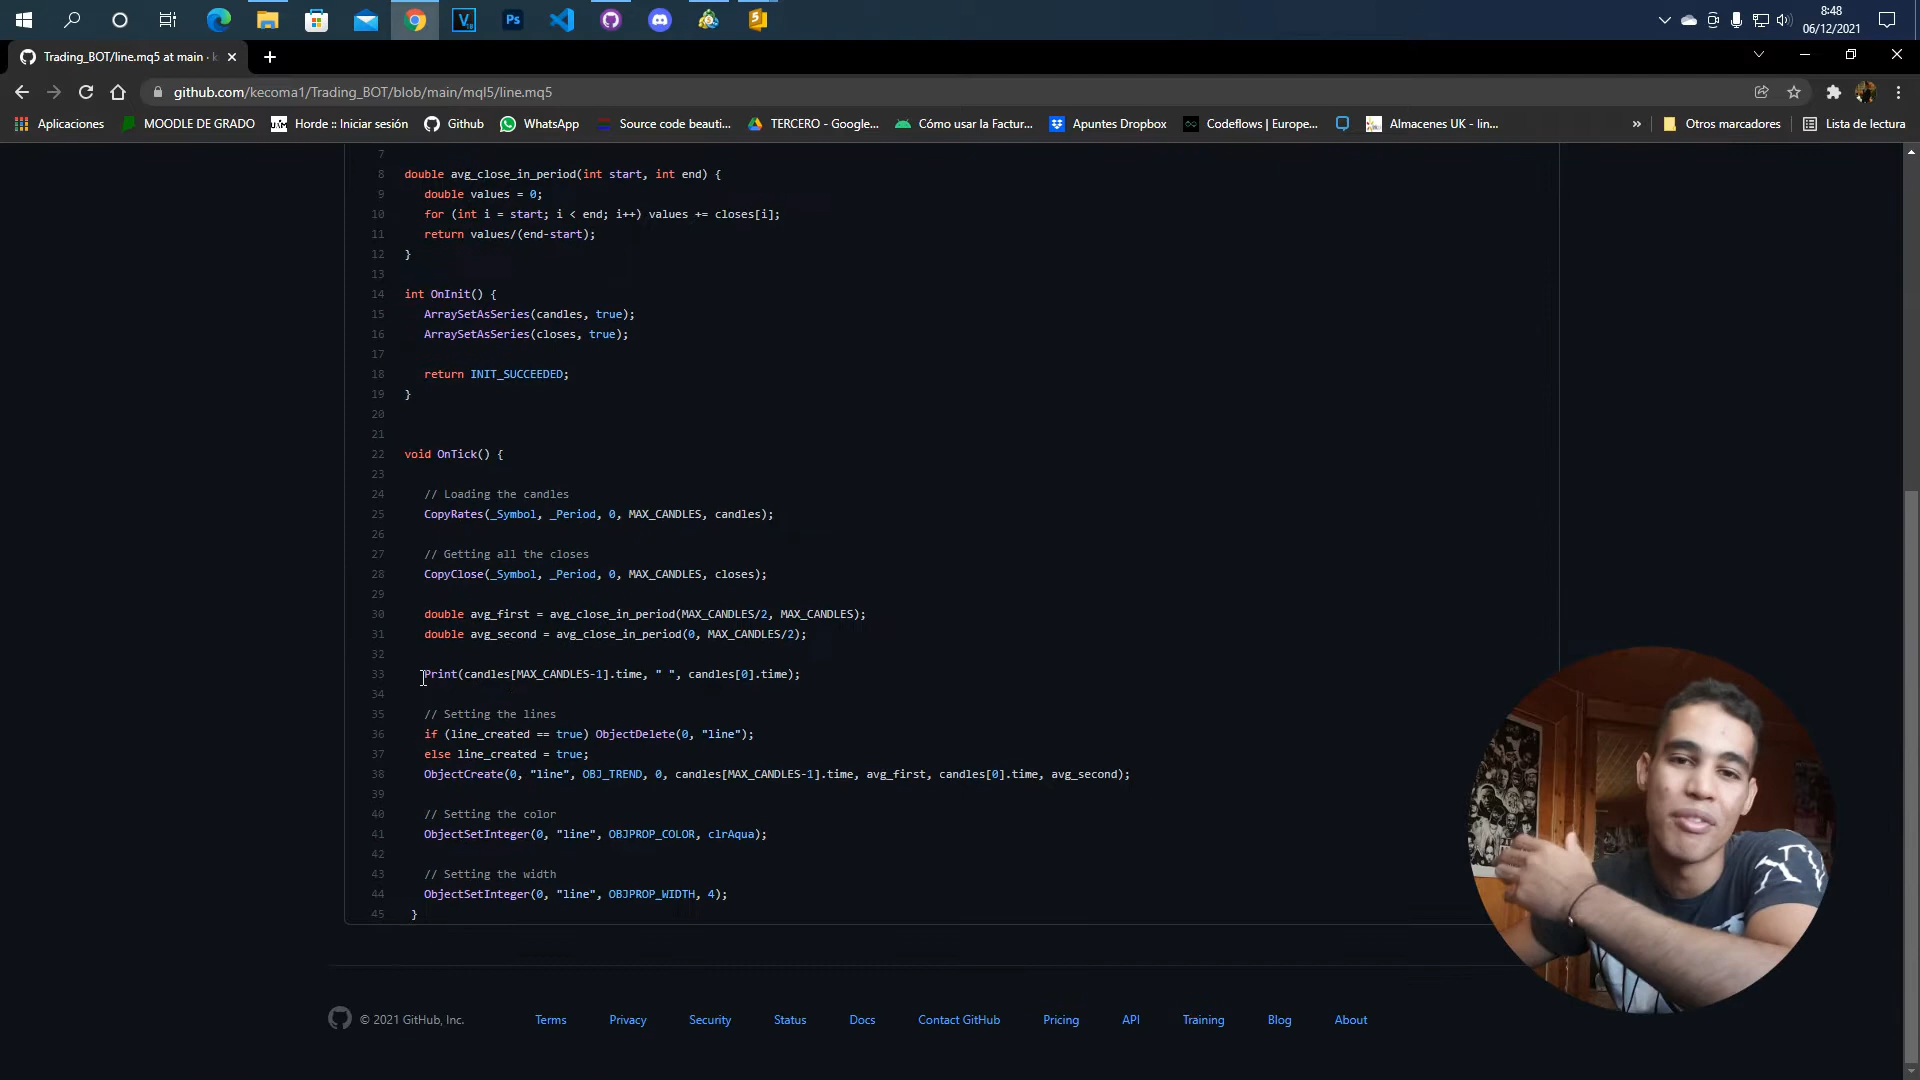 8:48
06/12/2021
Trading_BOT/line.mq5 at main · k
github.com/kecoma1/Trading_BOT/blob/main/mql5/line.mq5
Aplicaciones
MOODLE DE GRADO
Horde :: Iniciar sesión
Github
WhatsApp
Source code beauti...
TERCERO - Google...
Cómo usar la Factur...
Apuntes Dropbox
Codeflows | Europe...
Almacenes UK - lin...
»
Otros marcadores
Lista de lectura
7
8 double avg_close_in_period(int start, int end) {
9 double values = 0;
10 for (int i = start; i < end; i++) values += closes[i];
11 return values/(end-start);
12 }
13
14 int OnInit() {
15 ArraySetAsSeries(candles, true);
16 ArraySetAsSeries(closes, true);
17
18 return INIT_SUCCEEDED;
19 }
20
21
22 void OnTick() {
23
24 // Loading the candles
25 CopyRates(_Symbol, _Period, 0, MAX_CANDLES, candles);
26
27 // Getting all the closes
28 CopyClose(_Symbol, _Period, 0, MAX_CANDLES, closes);
29
30 double avg_first = avg_close_in_period(MAX_CANDLES/2, MAX_CANDLES);
31 double avg_second = avg_close_in_period(0, MAX_CANDLES/2);
32
33 Print(candles[MAX_CANDLES-1].time, " ", candles[0].time);
34
35 // Setting the lines
36 if (line_created == true) ObjectDelete(0, "line");
37 else line_created = true;
38 ObjectCreate(0, "line", OBJ_TREND, 0, candles[MAX_CANDLES-1].time, avg_first, candles[0].time, avg_second);
39
40 // Setting the color
41 ObjectSetInteger(0, "line", OBJPROP_COLOR, clrAqua);
42
43 // Setting the width
44 ObjectSetInteger(0, "line", OBJPROP_WIDTH, 4);
45 }
© 2021 GitHub, Inc.
Terms
Privacy
Security
Status
Docs
Contact GitHub
Pricing
API
Training
Blog
About